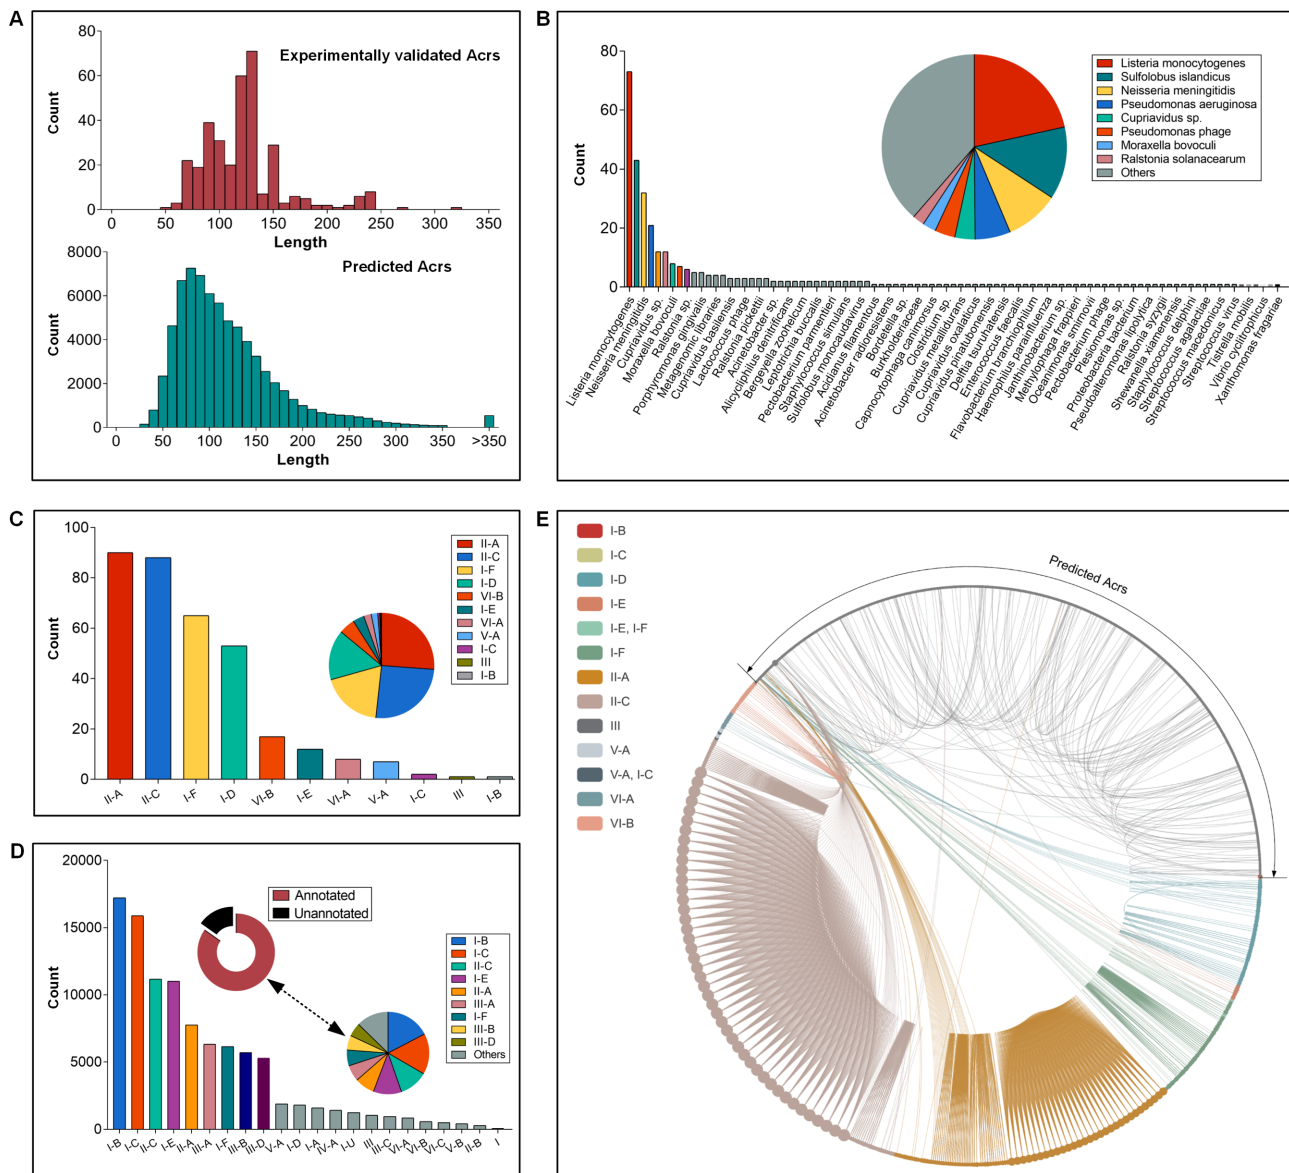 A
Experimentally validated Acrs
Count
80
60
40
20
0
0 50 100 150 200 250 300 350
Length
Predicted Acrs
Count
8000
6000
4000
2000
0
0 50 100 150 200 250 300 >350
Length
B
Count
80
60
40
20
0
Listeria monocytogenes
Sulfolobus islandicus
Neisseria meningitidis
Pseudomonas aeruginosa
Cupriavidus sp.
Pseudomonas phage
Moraxella bovoculi
Ralstonia solanacearum
Others
Listeria monocytogenes
Neisseria meningitidis
Cupriavidus sp.
Moraxella bovoculi
Ralstonia sp.
Porphyromonas gingivalis
Metagenomic libraries
Cupriavidus basilensis
Lactococcus phage
Ralstonia pickettii
Acinetobacter sp.
Alicycliphilus denitrificans
Bergeyella zoohelcum
Leptotrichia buccalis
Pectobacterium parmentieri
Staphylococcus simulans
Sulfolobus monocaudavirus
Acidianus filamentous
Acinetobacter radioresistens
Bordetella sp.
Burkholderiaceae
Capnocytophaga canimorsus
Clostridium sp.
Cupriavidus metallidurans
Cupriavidus oxalaticus
Cupriavidus pinatubonensis
Delftia tsuruhatensis
Enterococcus faecalis
Flavobacterium branchiophilum
Haemophilus parainfluenza
Janthinobacterium sp.
Methylophaga frappieri
Oceanithonas smirnovii
Pectobacterium phage
Plesiomonas sp.
Proteobacteria bacterium
Pseudoalteromonas lipolytica
Ralstonia syzygii
Shewanella xiamenensis
Staphylococcus delphini
Streptococcus agalactiae
Streptococcus macedonicus
Streptococcus virus
Tistrella mobilis
Vibrio cyclitrophicus
Xanthomonas fragariae
C
Count
100
80
60
40
20
0
II-A
II-C
I-F
I-D
VI-B
I-E
VI-A
V-A
I-C
III
I-B
II-A II-C I-F I-D VI-B I-E VI-A V-A I-C III I-B
D
Count
20000
15000
10000
5000
0
Annotated
Unannotated
I-B
I-C
II-C
I-E
II-A
III-A
I-F
III-B
III-D
Others
I-B I-C II-C I-E II-A III-A I-F III-B III-D V-A I-D I-A IV-A I-U III III-C VI-A VI-B VI-C V-B II-B I
E
I-B
I-C
I-D
I-E
I-E, I-F
I-F
II-A
II-C
III
V-A
V-A, I-C
VI-A
VI-B
Predicted Acrs